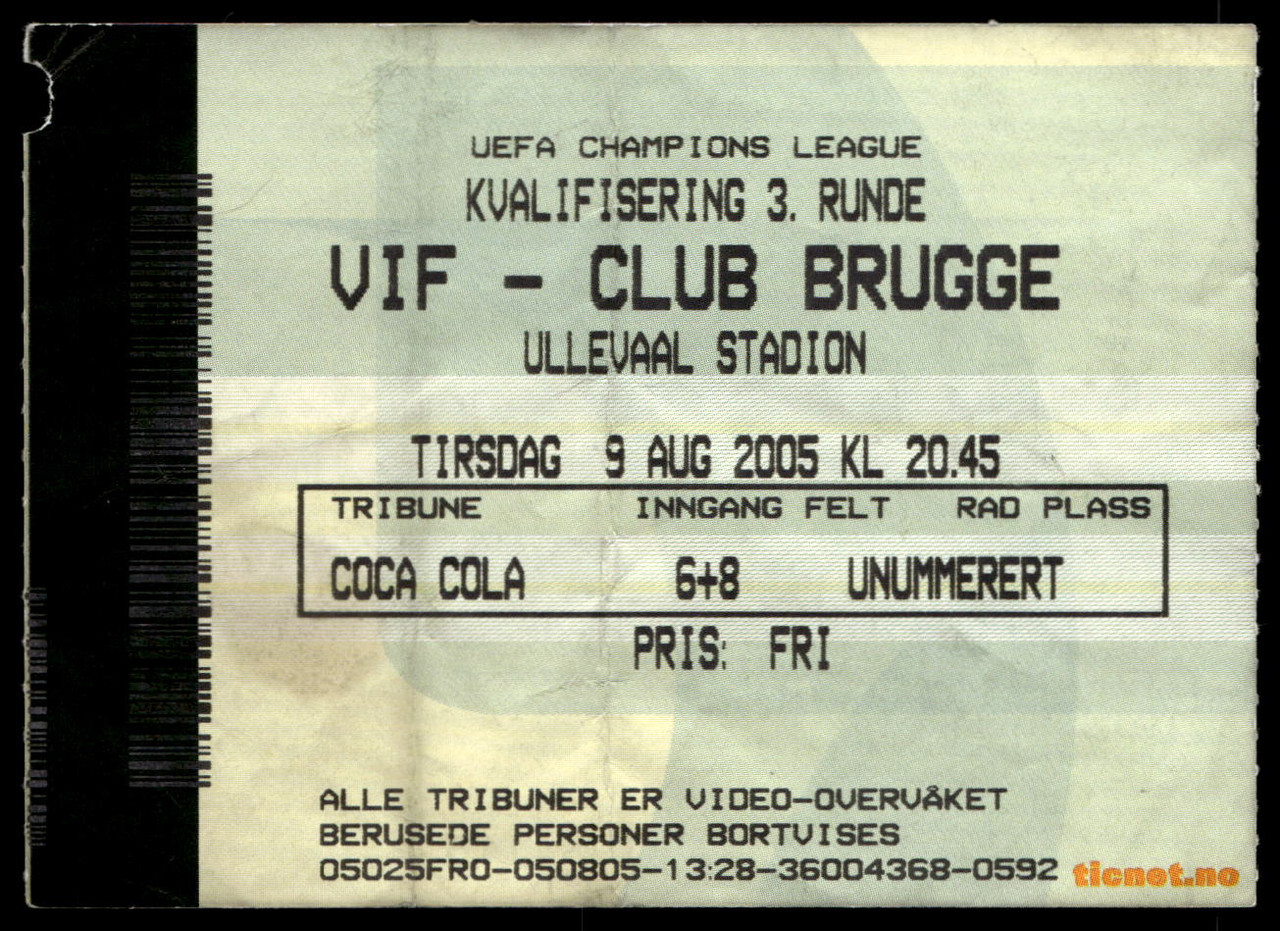 UEFA CHAMPIONS LEAGUE
KVALIFISERING 3. RUNDE
VIF - CLUB BRUGGE
ULLEVAAL STADION
TIRSDAG 9 AUG 2005 KL 20.45
TRIBUNE INNGANG FELT RAD PLASS
COCA COLA 6+8 UNUMMERERT
PRIS: FRI
ALLE TRIBUNER ER VIDEO-OVERVÅKET
BERUSEDE PERSONER BORTVISES
05025FRO-050805-13:28-36004368-0592 ticnet.no